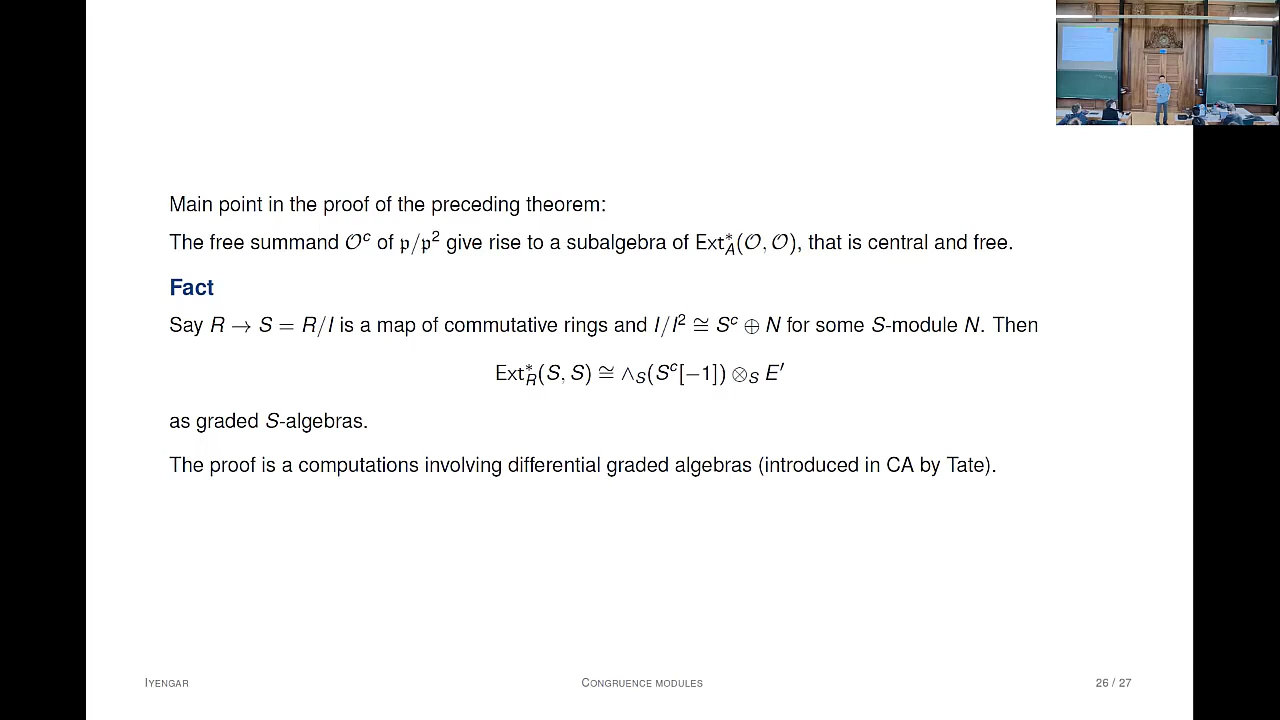 Main point in the proof of the preceding theorem:
The free summand 𝒪ᶜ of 𝔭/𝔭² give rise to a subalgebra of Ext*_A(𝒪, 𝒪), that is central and free.
Fact
Say R → S = R/I is a map of commutative rings and I/I² ≅ Sᶜ ⊕ N for some S-module N. Then
Ext*_R(S, S) ≅ ∧_S(Sᶜ[−1]) ⊗_S E′
as graded S-algebras.
The proof is a computations involving differential graded algebras (introduced in CA by Tate).
IYENGAR CONGRUENCE MODULES 26 / 27